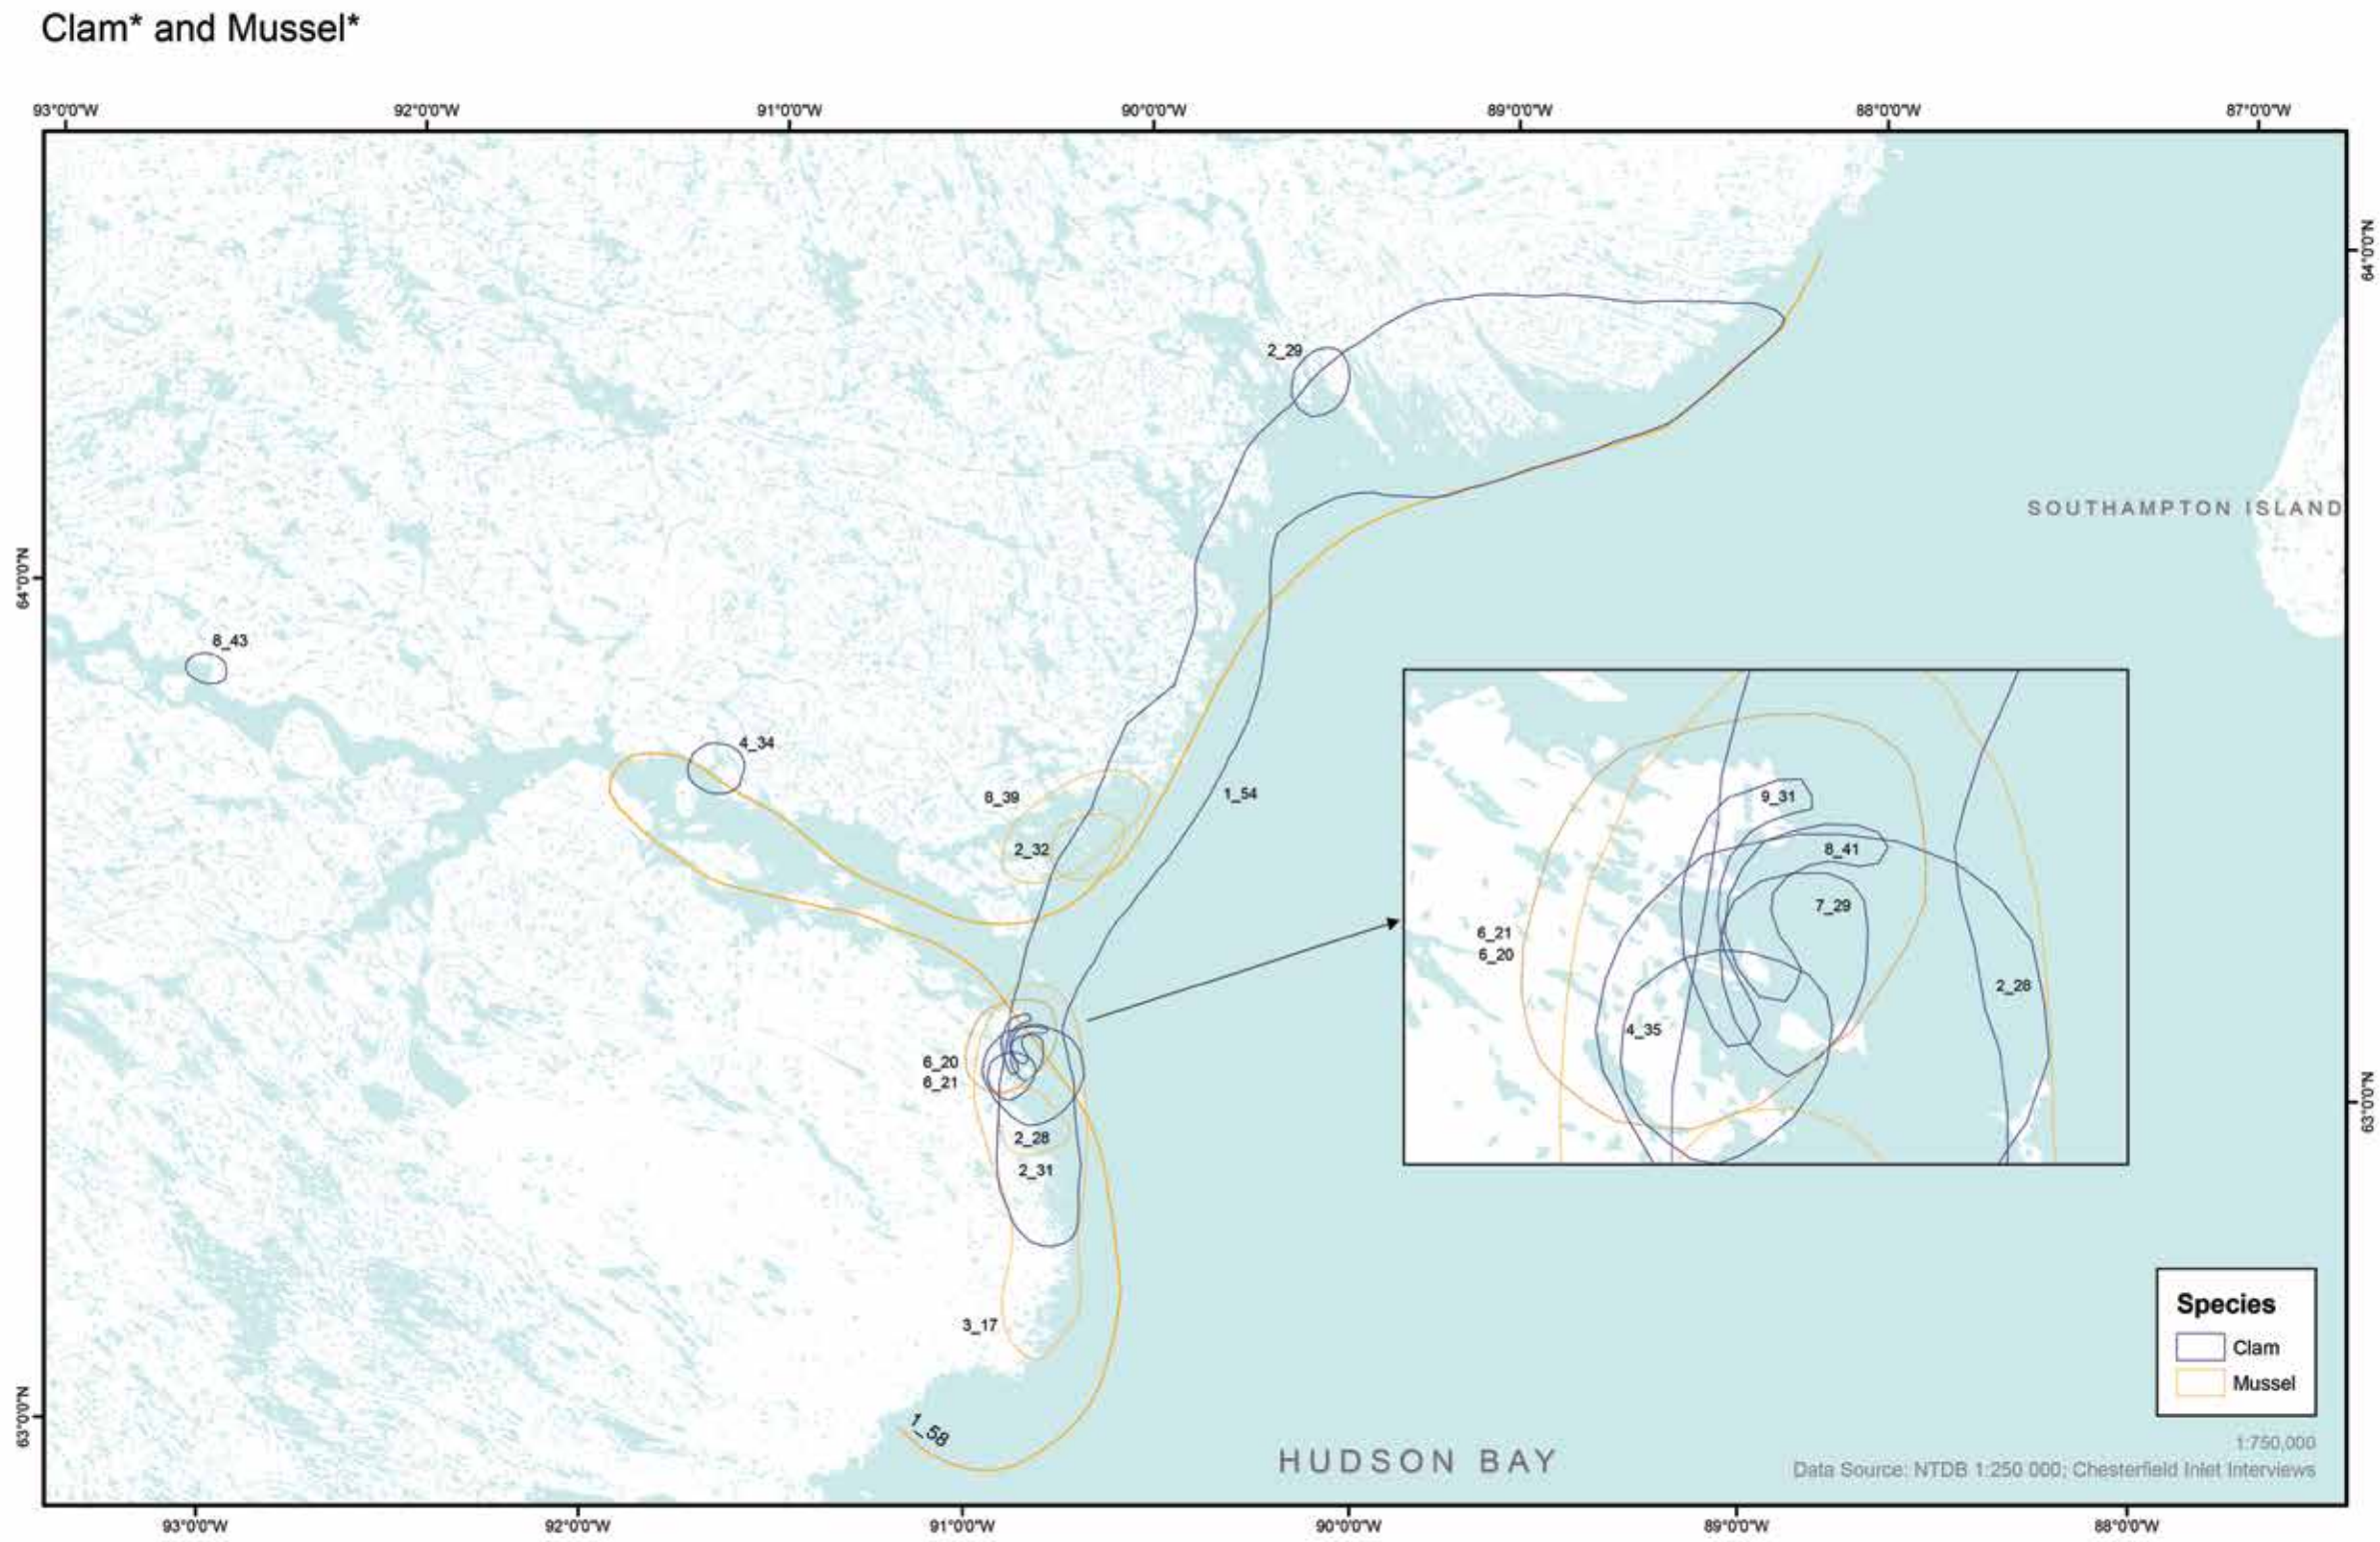 Clam* and Mussel*
93°0'0"W 92°0'0"W 91°0'0"W 90°0'0"W 89°0'0"W 88°0'0"W 87°0'0"W
64°0'0"N
2_29
SOUTHAMPTON ISLAND
64°0'0"N
8_43
4_34
8_39
1_54
2_32
9_31
8_41
7_29
6_21
6_20
2_28
4_35
6_20
6_21
63°0'0"N
2_28
2_31
3_17
1_58
63°0'0"N
HUDSON BAY
Species
Clam
Mussel
1:750,000
Data Source: NTDB 1:250 000; Chesterfield Inlet Interviews
93°0'0"W 92°0'0"W 91°0'0"W 90°0'0"W 89°0'0"W 88°0'0"W